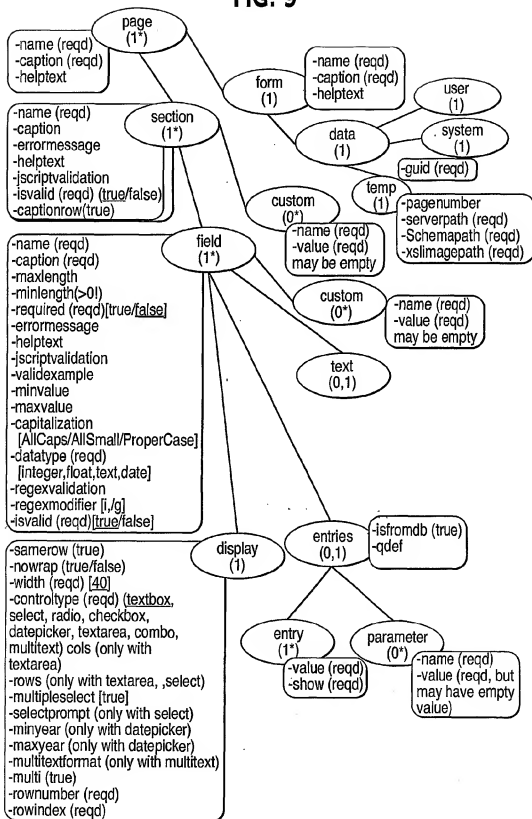 FIG. 9
page
(1*)
-name (reqd)
-caption (reqd)
-helptext
form
(1)
-name (reqd)
-caption (reqd)
-helptext
user
(1)
system
(1)
data
(1)
-guid (reqd)
temp
(1)
-pagenumber
-serverpath (reqd)
-Schemapath (reqd)
-xslimagepath (reqd)
section
(1*)
-name (reqd)
-caption
-errormessage
-helptext
-jscriptvalidation
-isvalid (reqd) (true/false)
-captionrow(true)
custom
(0*)
-name (reqd)
-value (reqd)
may be empty
field
(1*)
-name (reqd)
-caption (reqd)
-maxlength
-minlength(>0!)
-required (reqd)[true/false]
-errormessage
-helptext
-jscriptvalidation
-validexample
-minvalue
-maxvalue
-capitalization
[AllCaps/AllSmall/ProperCase]
-datatype (reqd)
[integer,float,text,date]
-regexvalidation
-regexmodifier [i,/g]
-isvalid (reqd)[true/false]
custom
(0*)
-name (reqd)
-value (reqd)
may be empty
text
(0,1)
display
(1)
-samerow (true)
-nowrap (true/false)
-width (reqd) [40]
-controltype (reqd) (textbox,
select, radio, checkbox,
datepicker, textarea, combo,
multitext) cols (only with
textarea)
-rows (only with textarea, ,select)
-multipleselect [true]
-selectprompt (only with select)
-minyear (only with datepicker)
-maxyear (only with datepicker)
-multitextformat (only with multitext)
-multi (true)
-rownumber (reqd)
-rowindex (reqd)
entries
(0,1)
-isfromdb (true)
-qdef
entry
(1*)
-value (reqd)
-show (reqd)
parameter
(0*)
-name (reqd)
-value (reqd, but
may have empty
value)